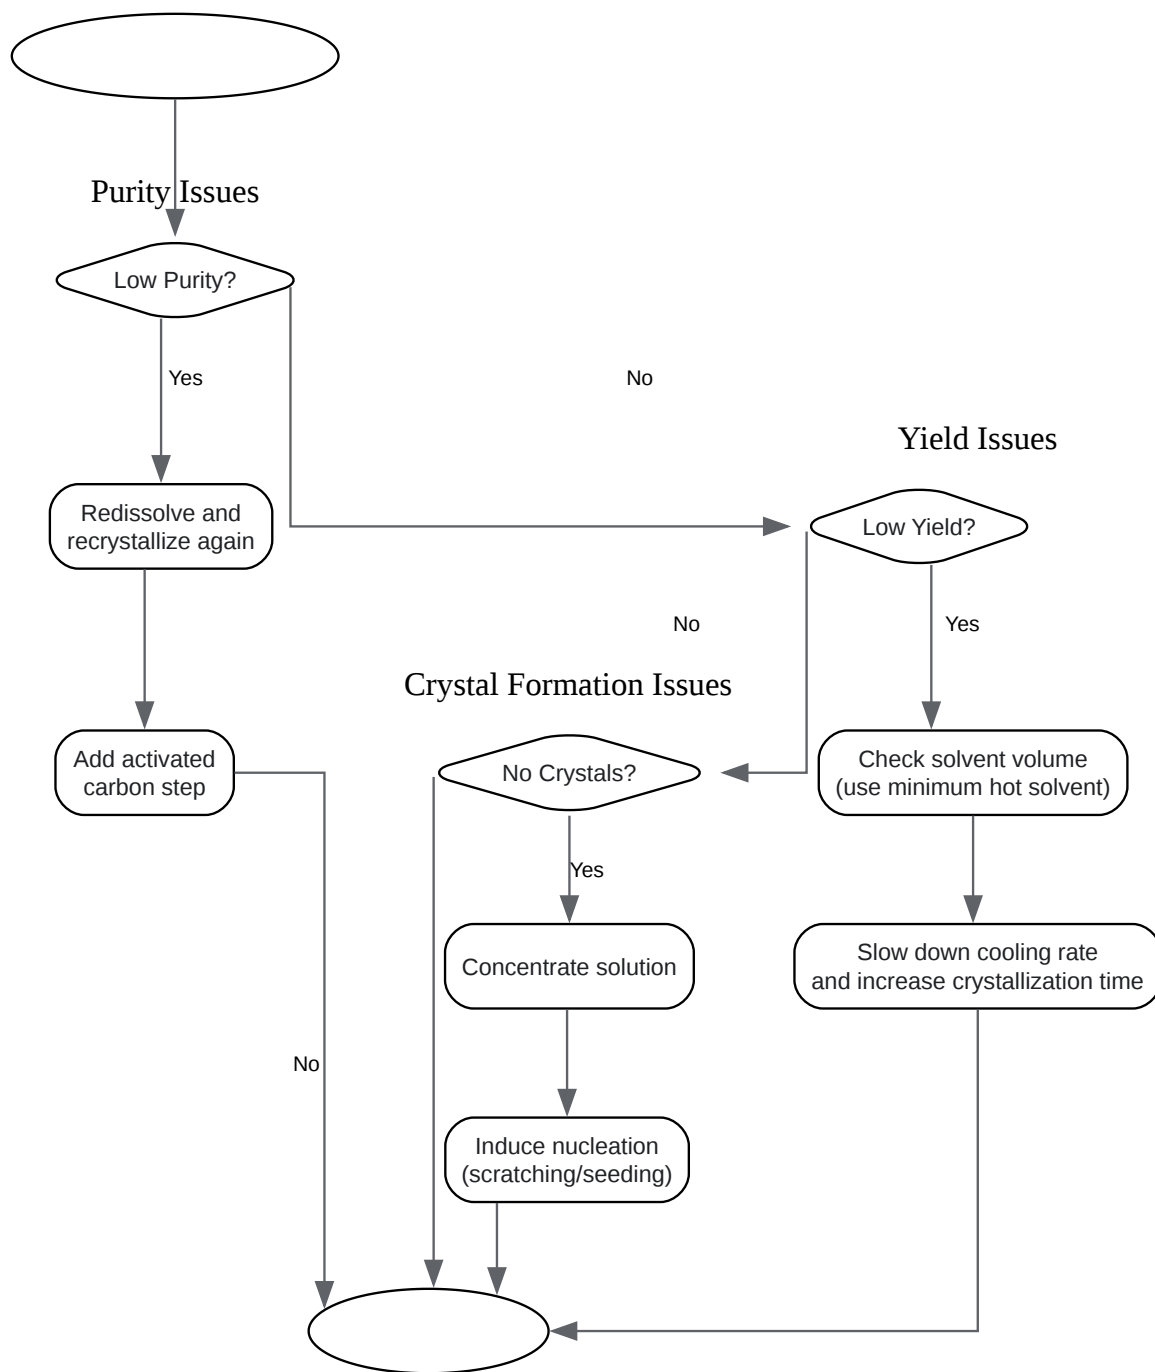 Purity Issues
Low Purity?
Yes
No
Yield Issues
Redissolve and
recrystallize again
Low Yield?
No
Yes
Crystal Formation Issues
Add activated
carbon step
No Crystals?
Check solvent volume
(use minimum hot solvent)
Yes
Concentrate solution
Slow down cooling rate
and increase crystallization time
No
Induce nucleation
(scratching/seeding)